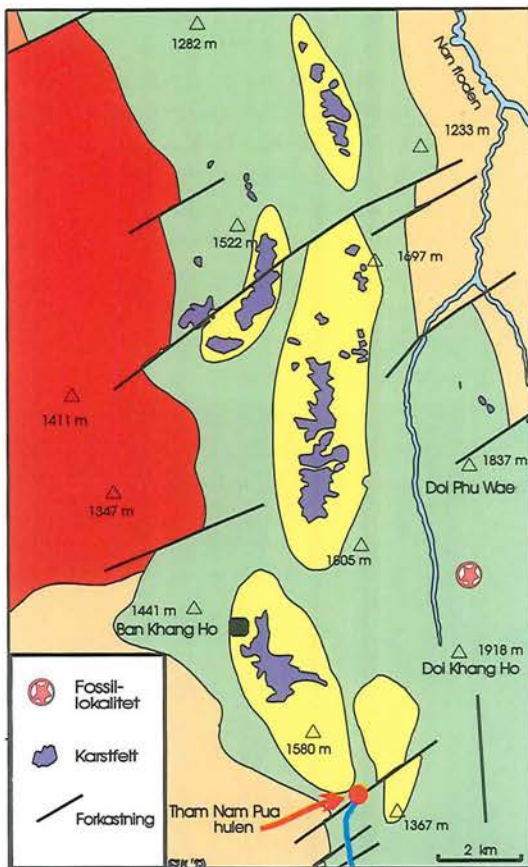 1282 m
Nan floden
1233 m
1522 m
1697 m
1411 m
1837 m
Doi Phu Wae
1347 m
1805 m
1441 m
Ban Khang Ho
1918 m
Doi Khang Ho
Fossil-
lokalitet
Karstfelt
1580 m
Forkastning
Tham Nam Pua
hulen
1367 m
2 km